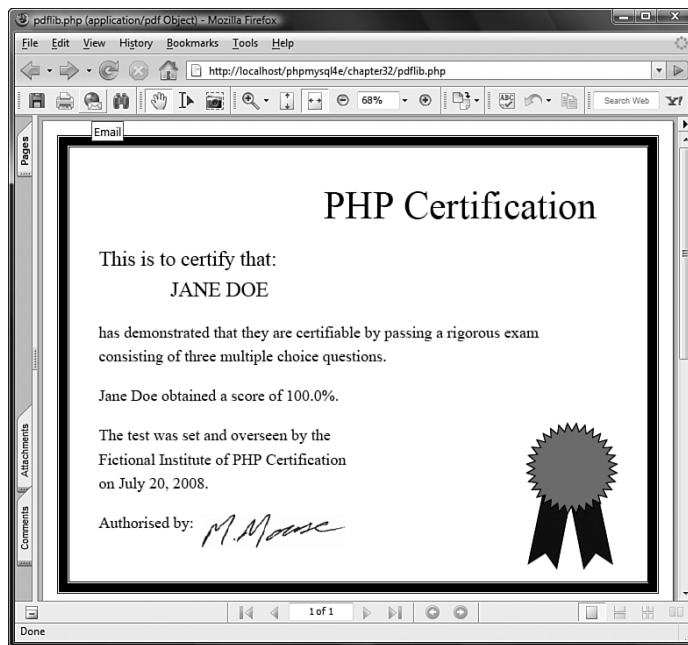 pdflib.php (application/pdf Object) - Mozilla Firefox
File Edit View History Bookmarks Tools Help
http://localhost/phpmysql4e/chapter32/pdflib.php
68% ABC Search Web Y!
Email
Pages
PHP Certification
This is to certify that:
JANE DOE
has demonstrated that they are certifiable by passing a rigorous exam
consisting of three multiple choice questions.
Jane Doe obtained a score of 100.0%.
The test was set and overseen by the
Fictional Institute of PHP Certification
on July 20, 2008.
Authorised by: M. Mouse
Attachments
Comments
1 of 1
Done